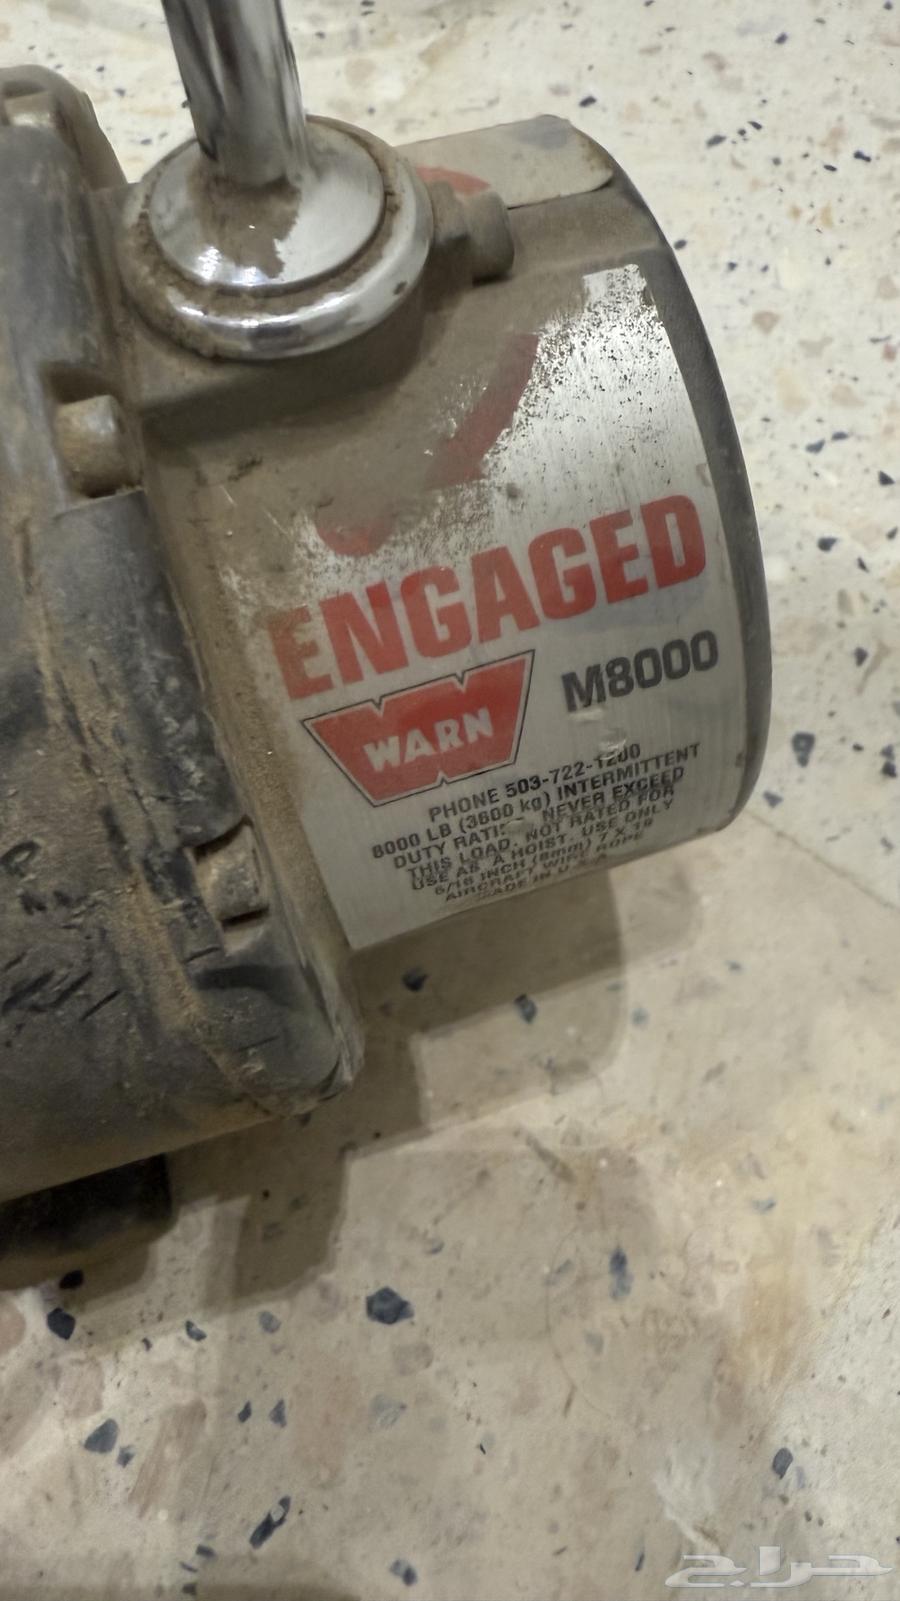 ENGAGED
WARN
M8000
PHONE 503-722-1200
8000 LB (3600 kg) INTERMITTENT
DUTY RATI NEVER EXCEED
THIS LOAD. NOT RATED FOR
USE AS A HOIST. USE ONLY
5/16 INCH (8mm) 7 X 19
AIRCRAFT WIRE ROPE
MADE IN U.S.A.
حراج